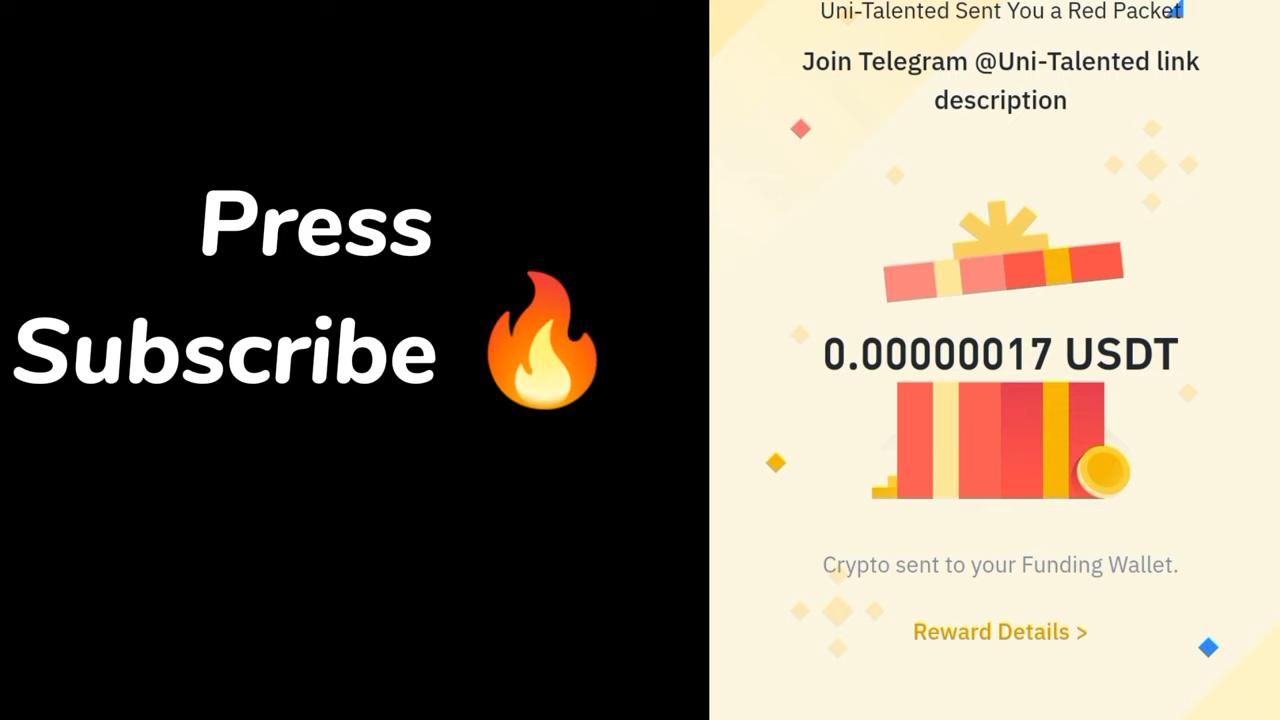 Press
Subscribe
Uni-Talented Sent You a Red Packet
Join Telegram @Uni-Talented link
description
0.00000017 USDT
Crypto sent to your Funding Wallet.
Reward Details >